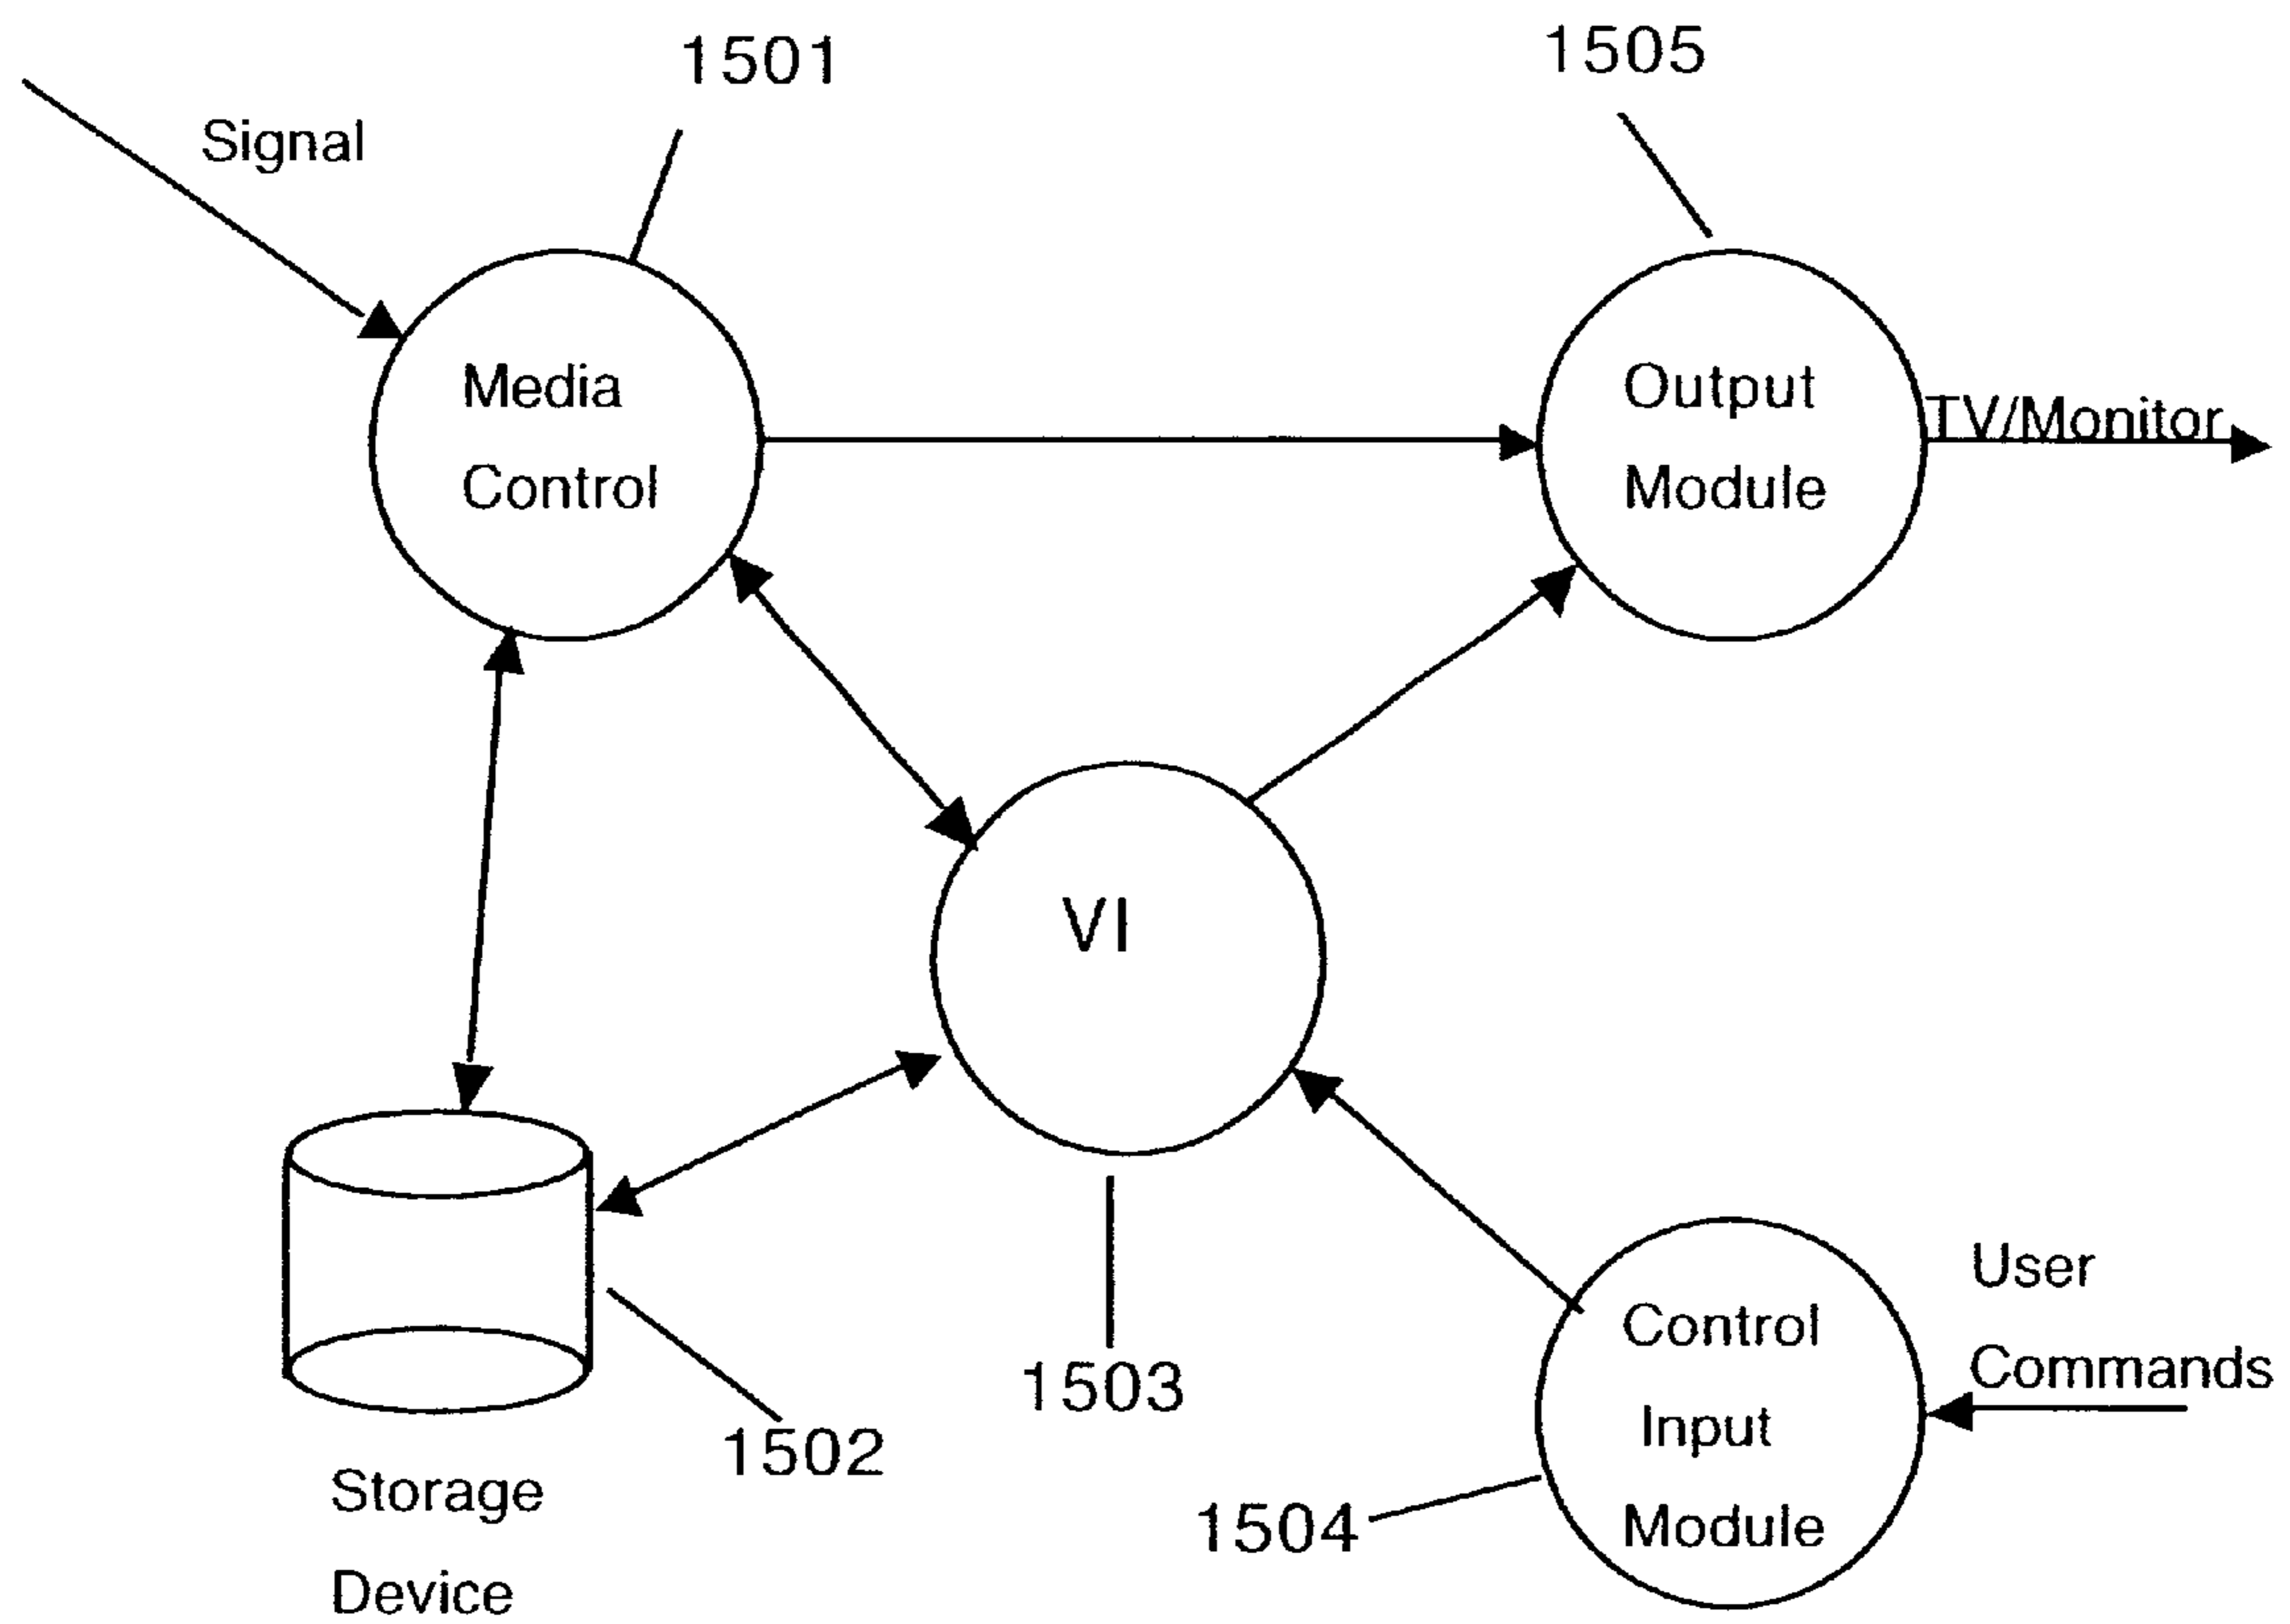 1501
1505
Signal
Media
Control
Output
Module
TV/Monitor
VI
1503
1502
Storage
Device
User
Commands
Control
Input
Module
1504